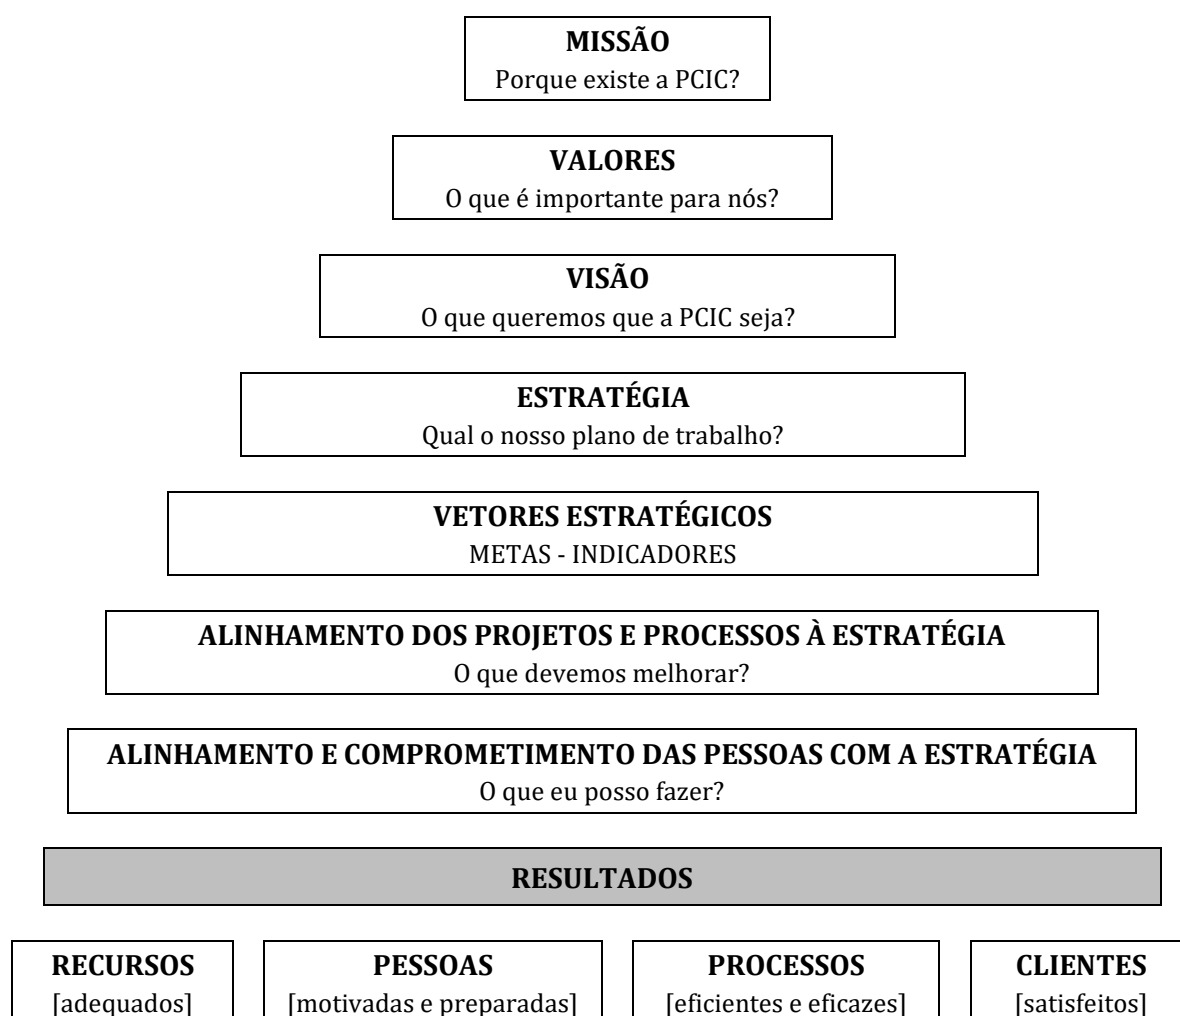 MISSÃO
Porque existe a PCIC?
VALORES
O que é importante para nós?
VISÃO
O que queremos que a PCIC seja?
ESTRATÉGIA
Qual o nosso plano de trabalho?
VETORES ESTRATÉGICOS
METAS - INDICADORES
ALINHAMENTO DOS PROJETOS E PROCESSOS À ESTRATÉGIA
O que devemos melhorar?
ALINHAMENTO E COMPROMETIMENTO DAS PESSOAS COM A ESTRATÉGIA
O que eu posso fazer?
RESULTADOS
RECURSOS
[adequados]
PESSOAS
[motivadas e preparadas]
PROCESSOS
[eficientes e eficazes]
CLIENTES
[satisfeitos]